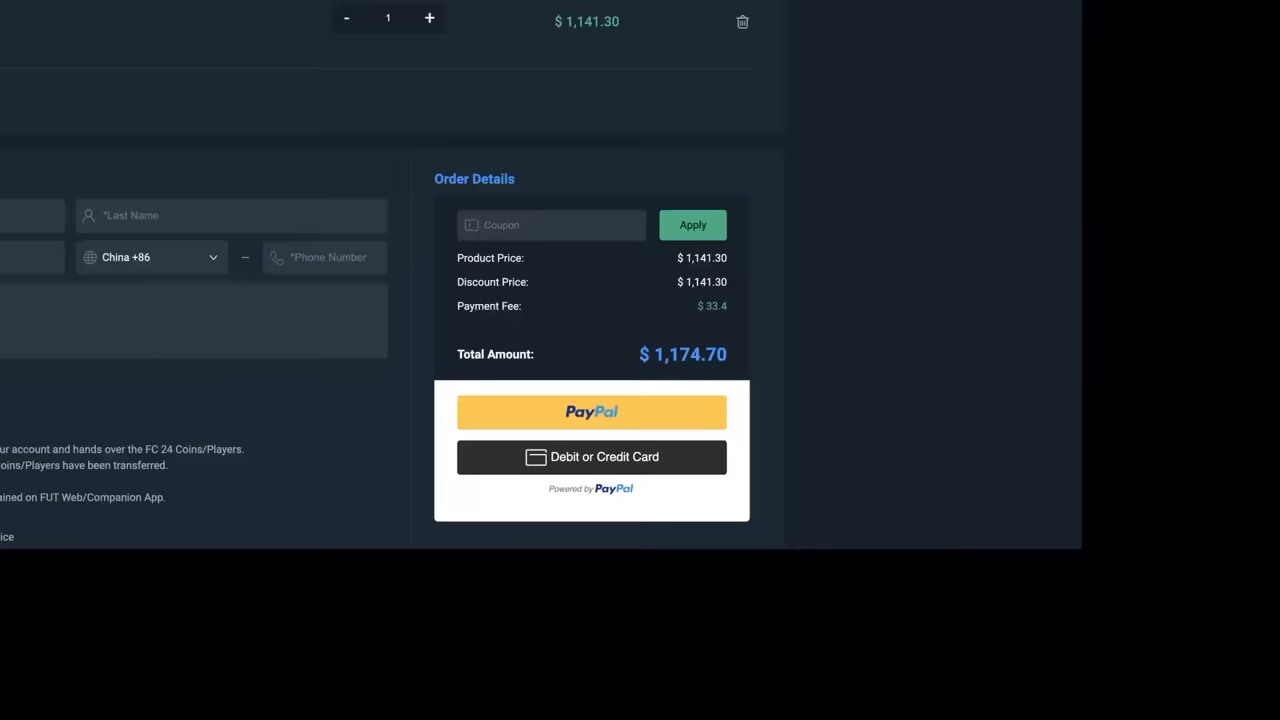 - 1 + $ 1,141.30
Order Details
*Last Name
Coupon Apply
China +86 – *Phone Number
Product Price: $ 1,141.30
Discount Price: $ 1,141.30
Payment Fee: $ 33.4
Total Amount: $ 1,174.70
PayPal
Debit or Credit Card
Powered by PayPal
ur account and hands over the FC 24 Coins/Players.
oins/Players have been transferred.
ained on FUT Web/Companion App.
ice